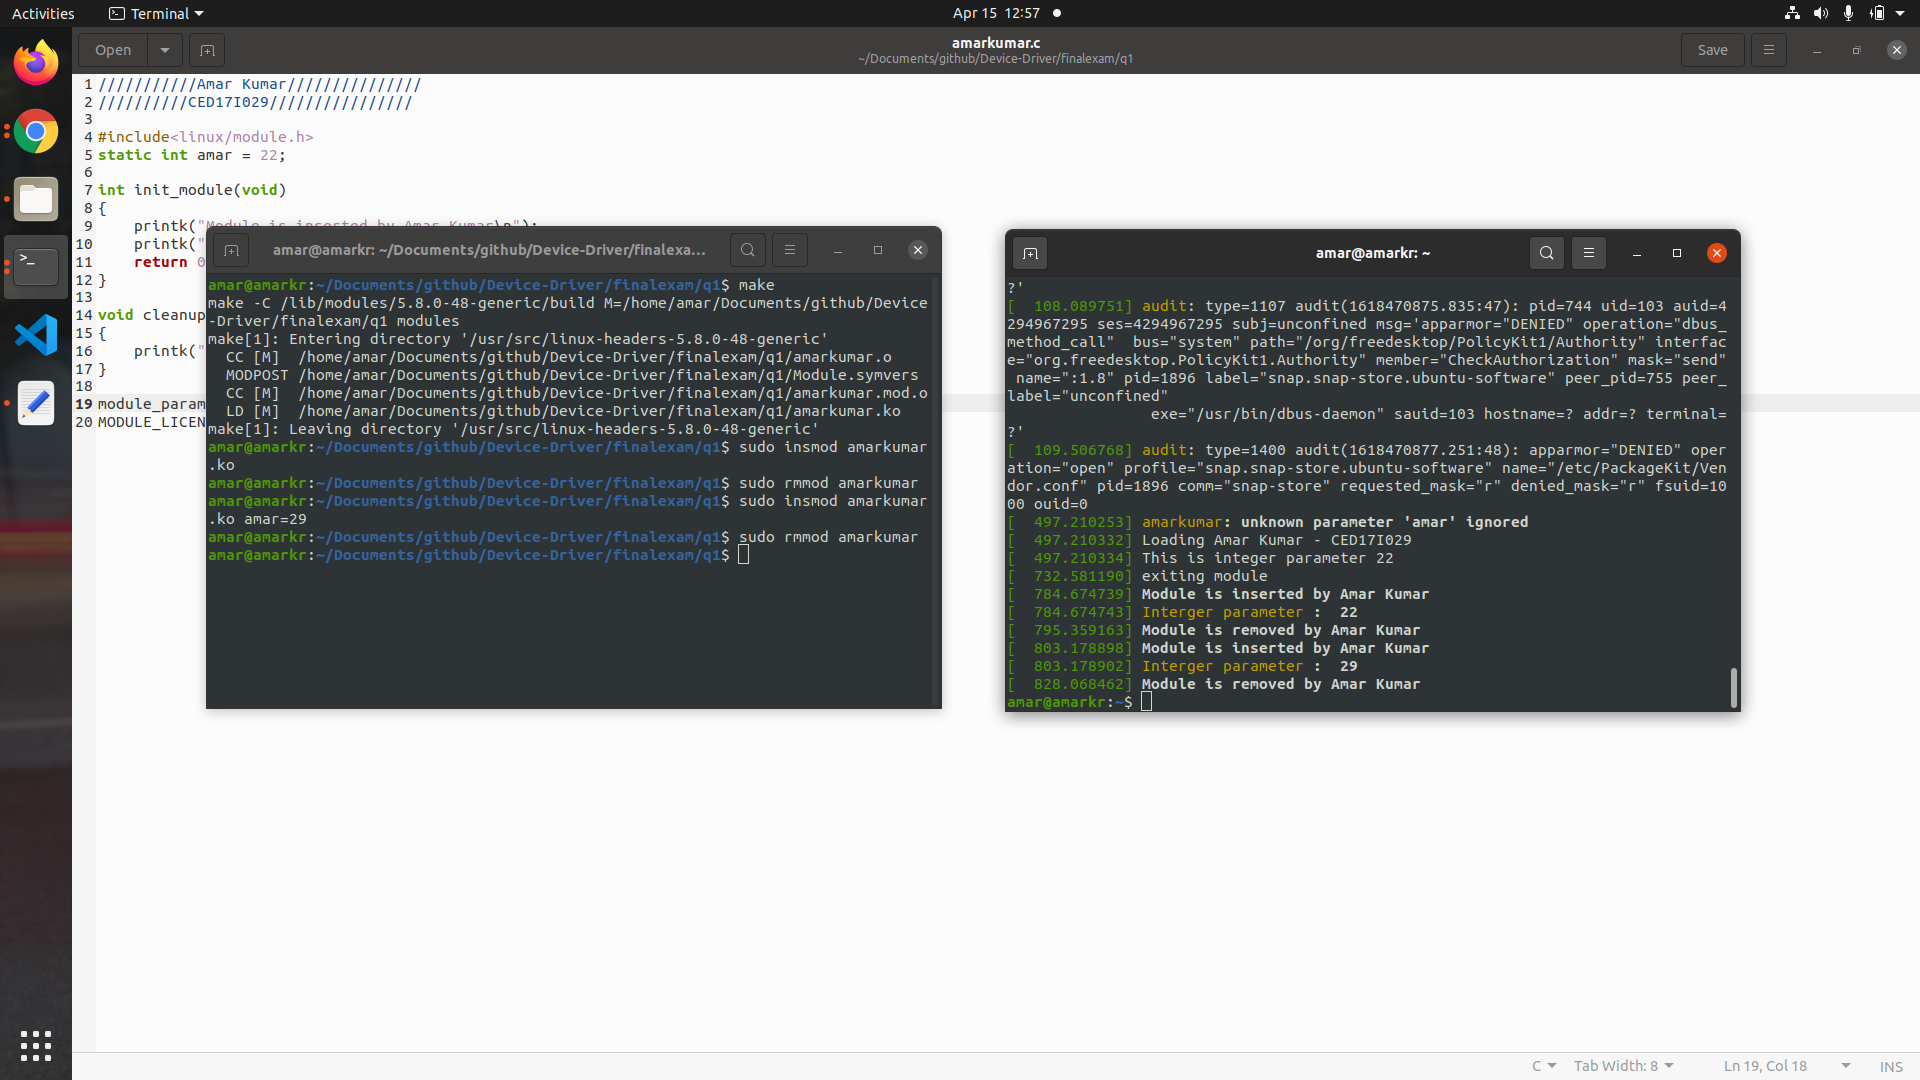 Activities
Terminal
Apr 15 12:57
Open
amarkumar.c
~/Documents/github/Device-Driver/finalexam/q1
Save
1 ///////////Amar Kumar///////////////
2 //////////CED17I029////////////////
3
4 #include<linux/module.h>
5 static int amar = 22;
6
7 int init_module(void)
8 {
9 printk("Module is inserted by Amar Kumar\n");
10 printk("
11 return 0
12 }
13
14 void cleanup
15 {
16 printk("
17 }
18
19 module_param
20 MODULE_LICEN
amar@amarkr: ~/Documents/github/Device-Driver/finalexa...
amar@amarkr:~/Documents/github/Device-Driver/finalexam/q1$ make
make -C /lib/modules/5.8.0-48-generic/build M=/home/amar/Documents/github/Device
-Driver/finalexam/q1 modules
make[1]: Entering directory '/usr/src/linux-headers-5.8.0-48-generic'
CC [M] /home/amar/Documents/github/Device-Driver/finalexam/q1/amarkumar.o
MODPOST /home/amar/Documents/github/Device-Driver/finalexam/q1/Module.symvers
CC [M] /home/amar/Documents/github/Device-Driver/finalexam/q1/amarkumar.mod.o
LD [M] /home/amar/Documents/github/Device-Driver/finalexam/q1/amarkumar.ko
make[1]: Leaving directory '/usr/src/linux-headers-5.8.0-48-generic'
amar@amarkr:~/Documents/github/Device-Driver/finalexam/q1$ sudo insmod amarkumar
.ko
amar@amarkr:~/Documents/github/Device-Driver/finalexam/q1$ sudo rmmod amarkumar
amar@amarkr:~/Documents/github/Device-Driver/finalexam/q1$ sudo insmod amarkumar
.ko amar=29
amar@amarkr:~/Documents/github/Device-Driver/finalexam/q1$ sudo rmmod amarkumar
amar@amarkr:~/Documents/github/Device-Driver/finalexam/q1$
amar@amarkr: ~
?'
[  108.089751] audit: type=1107 audit(1618470875.835:47): pid=744 uid=103 auid=4
294967295 ses=4294967295 subj=unconfined msg='apparmor="DENIED" operation="dbus_
method_call"  bus="system" path="/org/freedesktop/PolicyKit1/Authority" interfac
e="org.freedesktop.PolicyKit1.Authority" member="CheckAuthorization" mask="send"
name=":1.8" pid=1896 label="snap.snap-store.ubuntu-software" peer_pid=755 peer_
label="unconfined"
exe="/usr/bin/dbus-daemon" sauid=103 hostname=? addr=? terminal=
?'
[  109.506768] audit: type=1400 audit(1618470877.251:48): apparmor="DENIED" oper
ation="open" profile="snap.snap-store.ubuntu-software" name="/etc/PackageKit/Ven
dor.conf" pid=1896 comm="snap-store" requested_mask="r" denied_mask="r" fsuid=10
00 ouid=0
[  497.210253] amarkumar: unknown parameter 'amar' ignored
[  497.210332] Loading Amar Kumar - CED17I029
[  497.210334] This is integer parameter 22
[  732.581190] exiting module
[  784.674739] Module is inserted by Amar Kumar
[  784.674743] Interger parameter :  22
[  795.359163] Module is removed by Amar Kumar
[  803.178898] Module is inserted by Amar Kumar
[  803.178902] Interger parameter :  29
[  828.068462] Module is removed by Amar Kumar
amar@amarkr:~$
C
Tab Width: 8
Ln 19, Col 18
INS